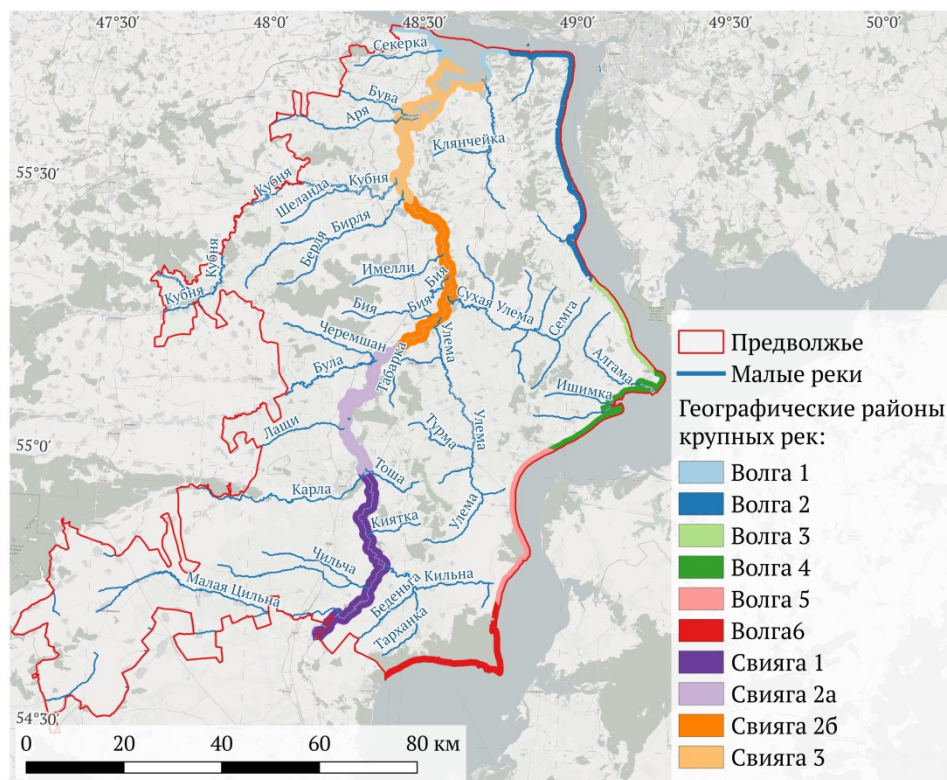 47°30' 48°0' 48°30' 49°0' 49°30' 50°0'
Секерка
Бува
Аря
Клянчейка
55°30'
Кубня
Кубня
Шеланда
Бирля
Берля
Кубня
Имелли
Бия
Кубня
Бия
Бия
Сухая Улема
Семга
Черемшан
Улема
Табарка
Була
Алгама
Ишимка
Лащи
Турма
Улема
55°0'
Тоша
Карла
Улема
Киятка
Чильча
Кильна
Беденьга
Малая Цильна
Тарханка
54°30'
0 20 40 60 80 км
Предволжье
Малые реки
Географические районы
крупных рек:
Волга 1
Волга 2
Волга 3
Волга 4
Волга 5
Волга6
Свияга 1
Свияга 2а
Свияга 2б
Свияга 3